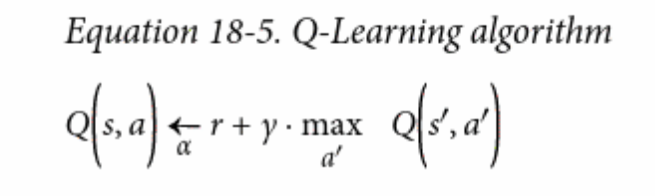 Equation 18-5. Q-Learning algorithm
Q(s, a) ←α r + γ · max a′ Q(s′, a′)